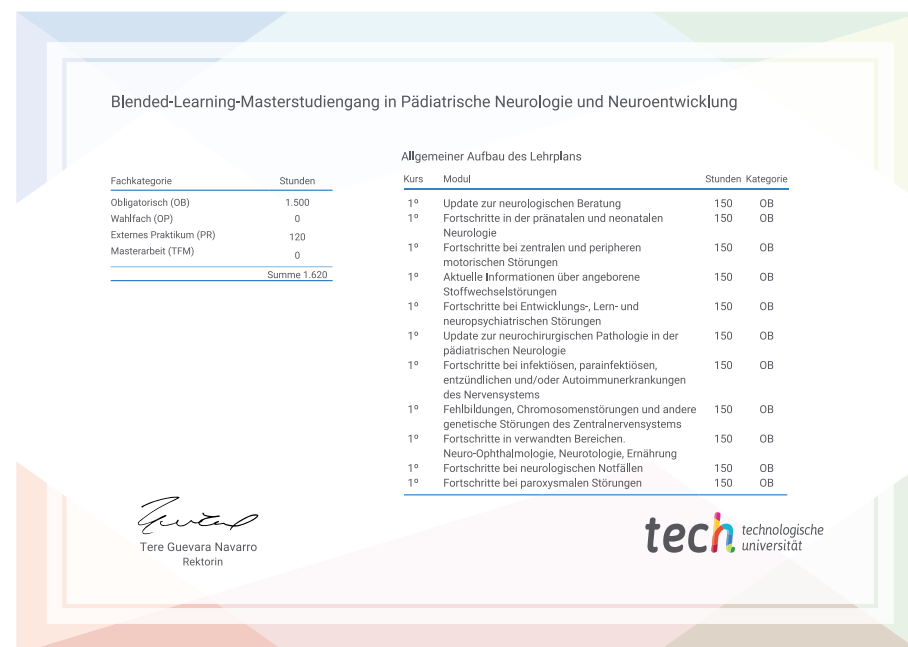 Blended-Learning-Masterstudiengang in Pädiatrische Neurologie und Neuroentwicklung
Fachkategorie Stunden
Obligatorisch (OB) 1.500
Wahlfach (OP) 0
Externes Praktikum (PR) 120
Masterarbeit (TFM) 0
Summe 1.620
Allgemeiner Aufbau des Lehrplans
Kurs Modul Stunden Kategorie
1º Update zur neurologischen Beratung 150 OB
1º Fortschritte in der pränatalen und neonatalen 150 OB
Neurologie
1º Fortschritte bei zentralen und peripheren 150 OB
motorischen Störungen
1º Aktuelle Informationen über angeborene 150 OB
Stoffwechselstörungen
1º Fortschritte bei Entwicklungs-, Lern- und 150 OB
neuropsychiatrischen Störungen
1º Update zur neurochirurgischen Pathologie in der 150 OB
pädiatrischen Neurologie
1º Fortschritte bei infektiösen, parainfektiösen, 150 OB
entzündlichen und/oder Autoimmunerkrankungen
des Nervensystems
1º Fehlbildungen, Chromosomenstörungen und andere 150 OB
genetische Störungen des Zentralnervensystems
1º Fortschritte in verwandten Bereichen. 150 OB
Neuro-Ophthalmologie, Neurotologie, Ernährung
1º Fortschritte bei neurologischen Notfällen 150 OB
1º Fortschritte bei paroxysmalen Störungen 150 OB
Tere Guevara Navarro
Rektorin
tech technologische
universität